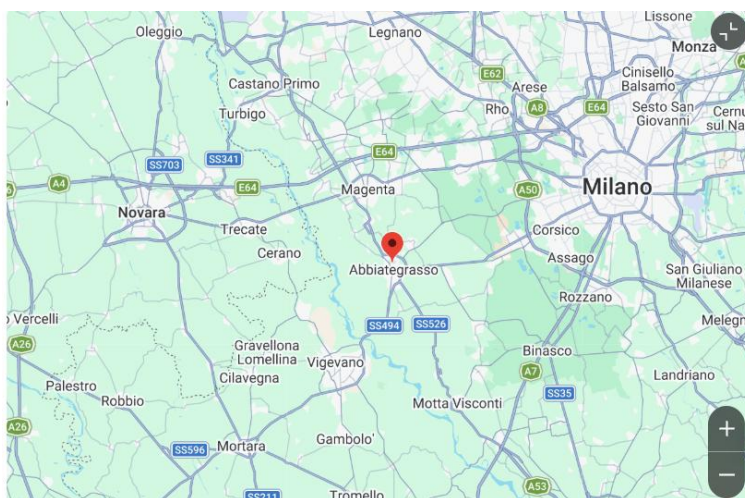 Lissone
Oleggio
Legnano
Monza
E62
Arese
Cinisello
Balsamo
Castano Primo
Rho
A8
E64
Sesto San
Giovanni
Cernu
sul Na
Turbigo
SS703
SS341
E64
A4
E64
Magenta
A50
Milano
Novara
Trecate
Corsico
Cerano
Assago
Abbiategrasso
San Giuliano
Milanese
Rozzano
o Vercelli
SS494
SS526
Melegn
A26
Gravellona
Lomellina
Binasco
Vigevano
Palestro
Cilavegna
A7
Landriano
Robbio
Motta Visconti
SS35
A26
Gambolo'
SS596
Mortara
A53
Tromello
SS211
+
−